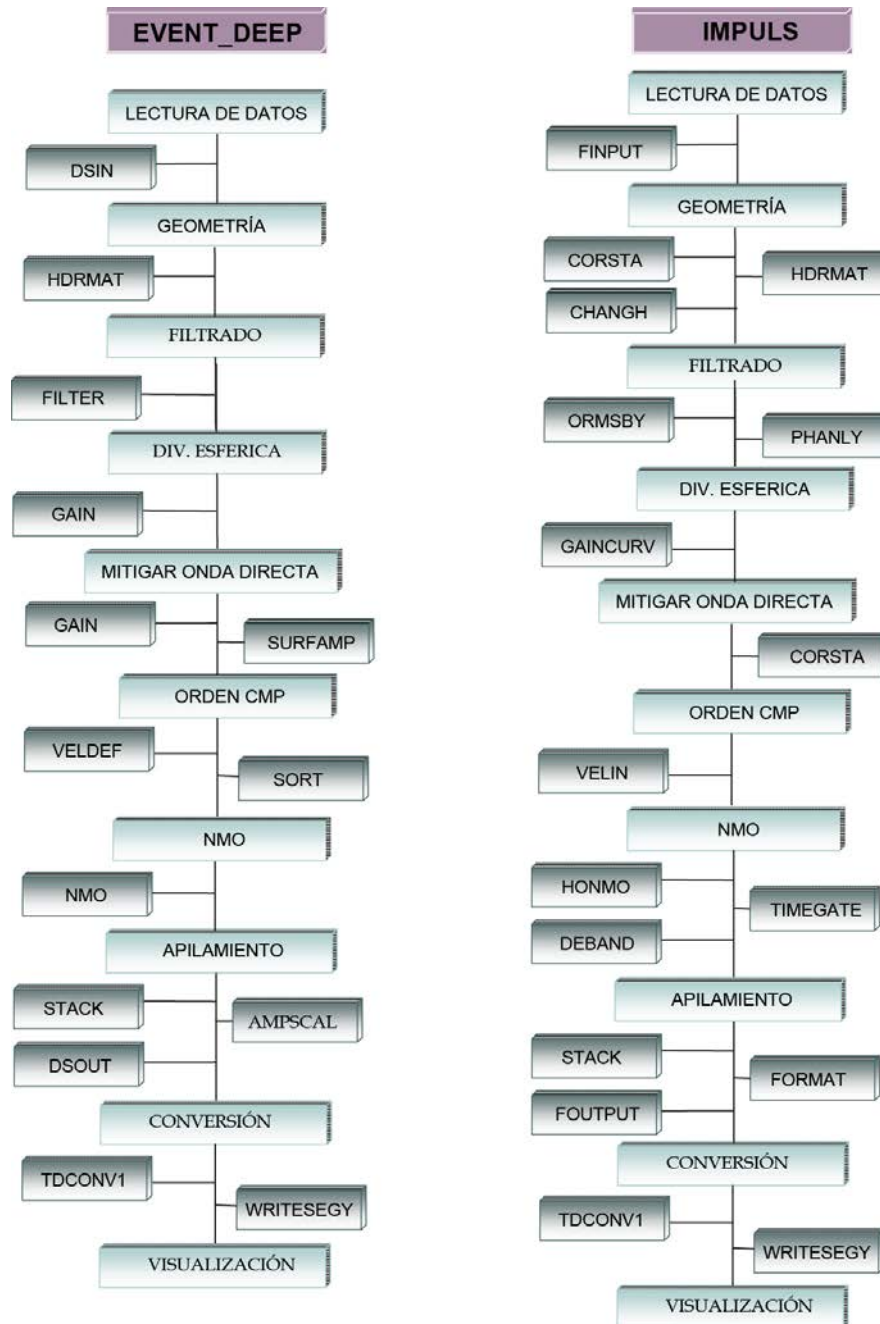 EVENT_DEEP
LECTURA DE DATOS
DSIN
GEOMETRÍA
HDRMAT
FILTRADO
FILTER
DIV. ESFERICA
GAIN
MITIGAR ONDA DIRECTA
GAIN
SURFAMP
ORDEN CMP
VELDEF
SORT
NMO
NMO
APILAMIENTO
STACK
AMPSCAL
DSOUT
CONVERSIÓN
TDCONV1
WRITESEGY
VISUALIZACIÓN
IMPULS
LECTURA DE DATOS
FINPUT
GEOMETRÍA
CORSTA
HDRMAT
CHANGH
FILTRADO
ORMSBY
PHANLY
DIV. ESFERICA
GAINCURV
MITIGAR ONDA DIRECTA
CORSTA
ORDEN CMP
VELIN
NMO
HONMO
TIMEGATE
DEBAND
APILAMIENTO
STACK
FORMAT
FOUTPUT
CONVERSIÓN
TDCONV1
WRITESEGY
VISUALIZACIÓN